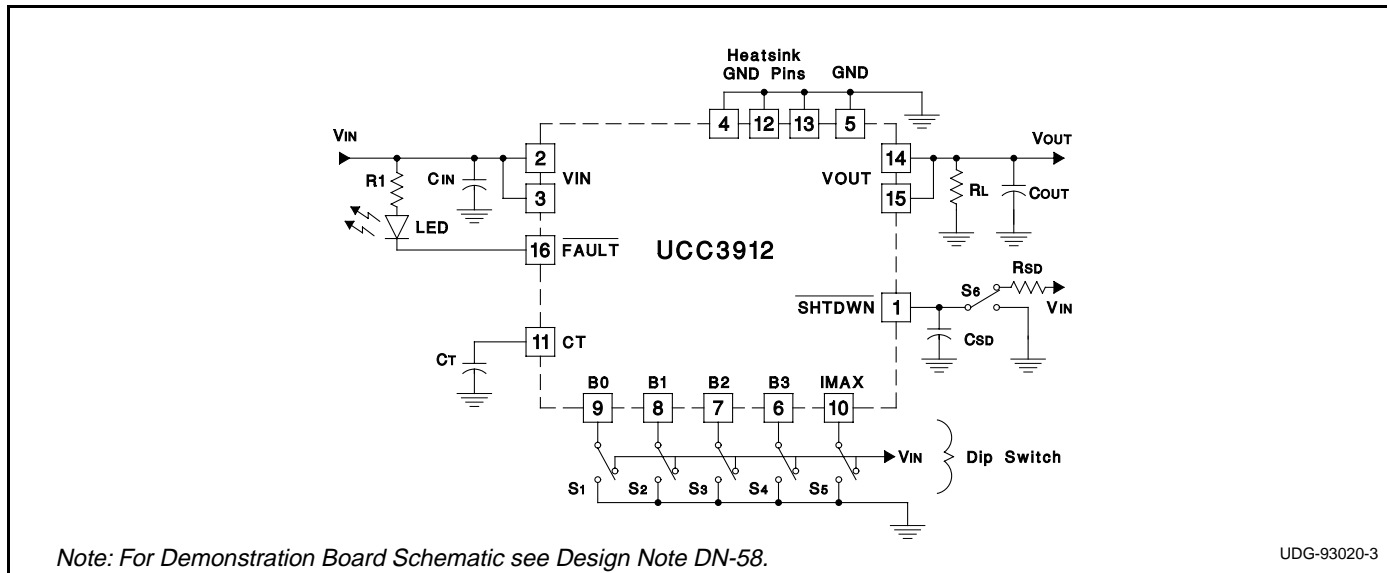 Heatsink
GND Pins
GND
4
12
13
5
VIN
R1
CIN
2
3
VIN
LED
16
FAULT
UCC3912
14
15
VOUT
VOUT
RL
COUT
SHTDWN
1
S6
RSD
VIN
CSD
11
CT
CT
B0
B1
B2
B3
IMAX
9
8
7
6
10
VIN
Dip Switch
S1
S2
S3
S4
S5
Note: For Demonstration Board Schematic see Design Note DN-58.
UDG-93020-3